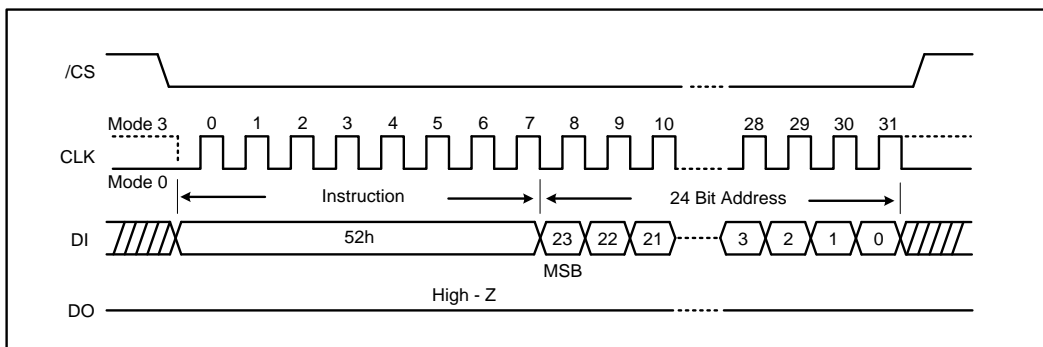 /CS
Mode 3
0 1 2 3 4 5 6 7 8 9 10 28 29 30 31
CLK
Mode 0
Instruction
24 Bit Address
DI
52h
23 22 21 3 2 1 0
MSB
High - Z
DO